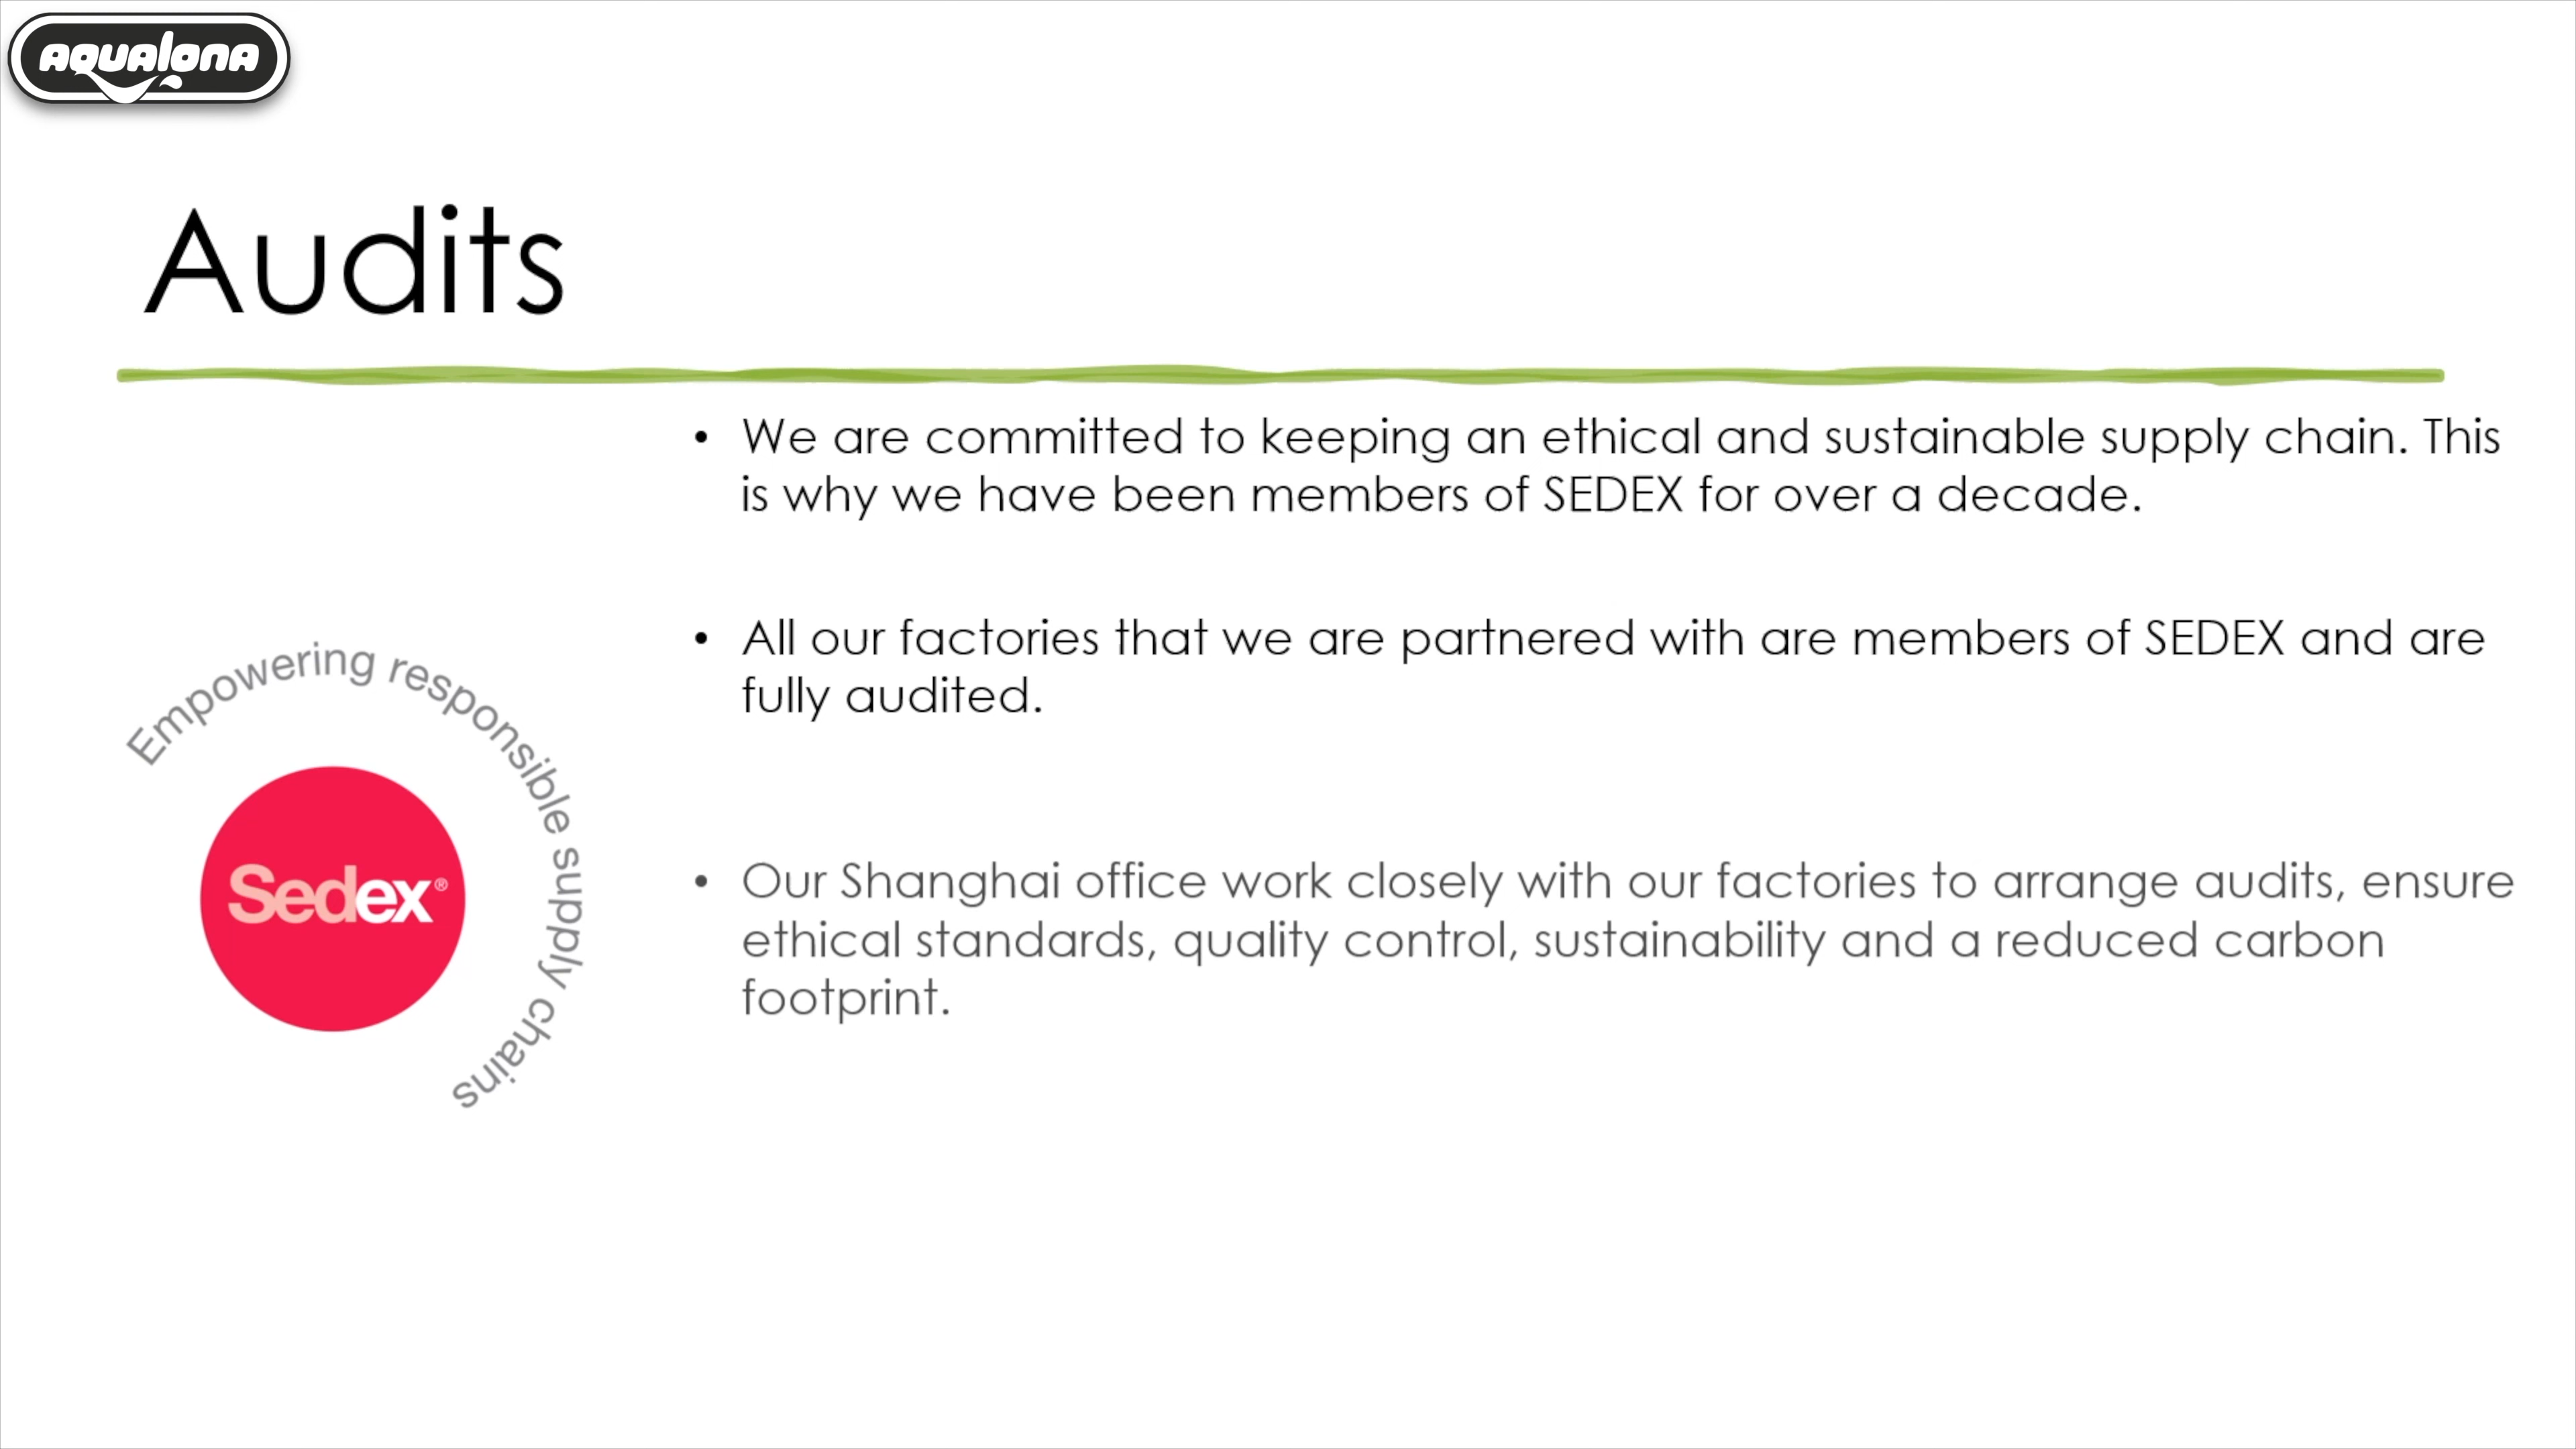 aqualona
Audits
• We are committed to keeping an ethical and sustainable supply chain. This
is why we have been members of SEDEX for over a decade.
• All our factories that we are partnered with are members of SEDEX and are
fully audited.
Empowering responsible supply chains
Sedex®
• Our Shanghai office work closely with our factories to arrange audits, ensure
ethical standards, quality control, sustainability and a reduced carbon
footprint.